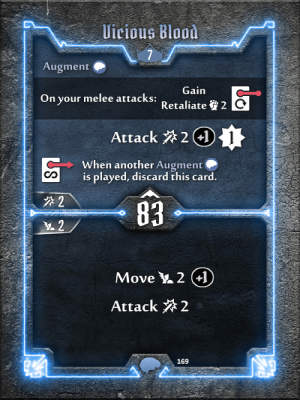 Vicious Blood
7
Augment
On your melee attacks: Gain
Retaliate 2
Attack 2 +1 1
When another Augment
is played, discard this card.
2
83
2
Move 2 +1
Attack 2
169